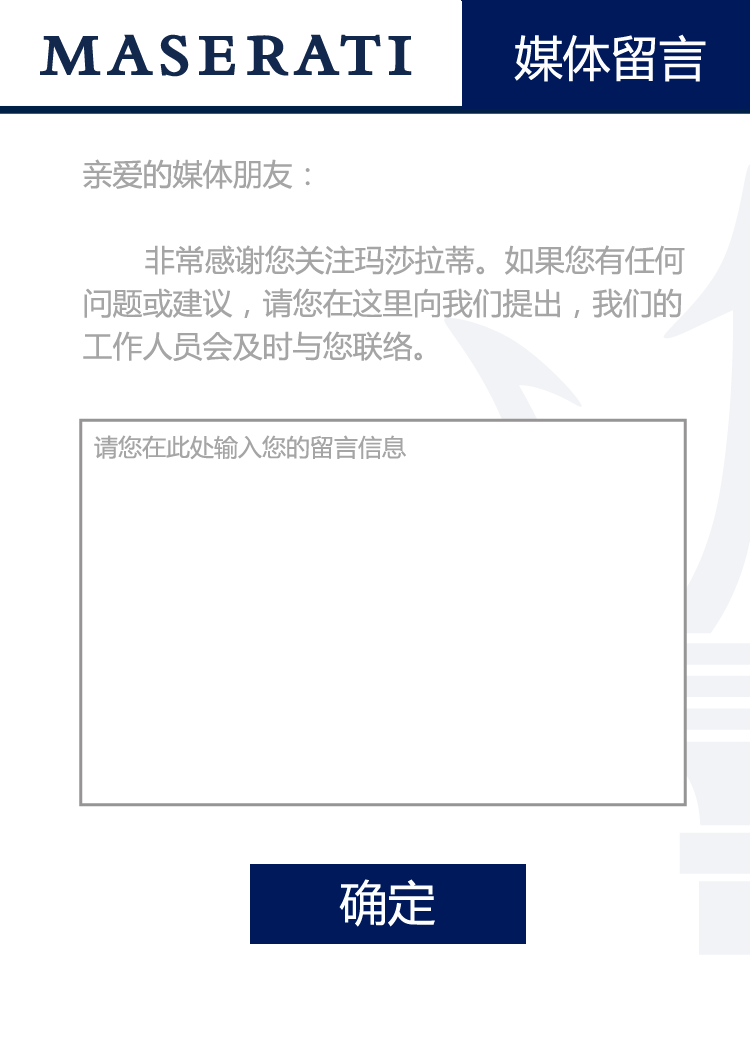 MASERATI
媒体留言
亲爱的媒体朋友：
非常感谢您关注玛莎拉蒂。如果您有任何
问题或建议，请您在这里向我们提出，我们的
工作人员会及时与您联络。
请您在此处输入您的留言信息
确定